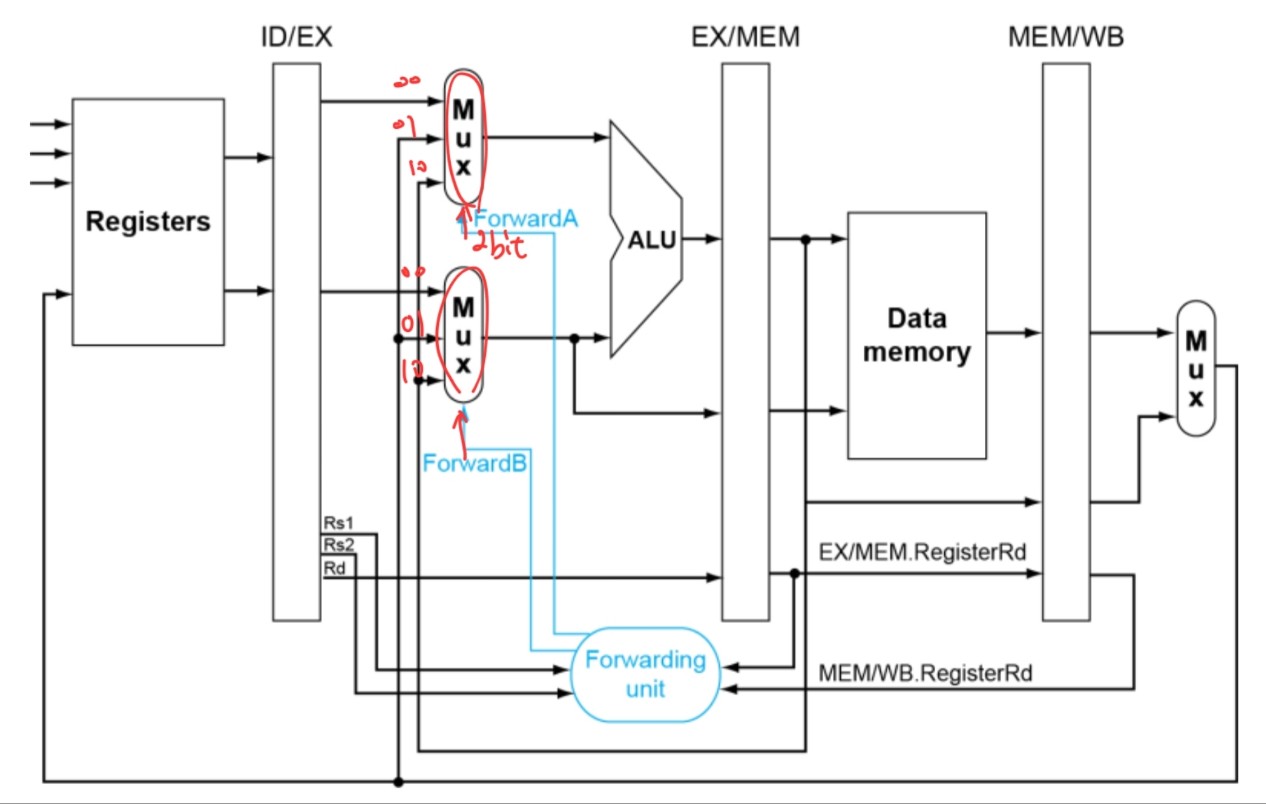 ID/EX
EX/MEM
MEM/WB
00
01
10
Mux
ForwardA
2bit
Registers
ALU
00
01
10
Mux
ForwardB
Data
memory
Mux
Rs1
Rs2
Rd
EX/MEM.RegisterRd
Forwarding
unit
MEM/WB.RegisterRd